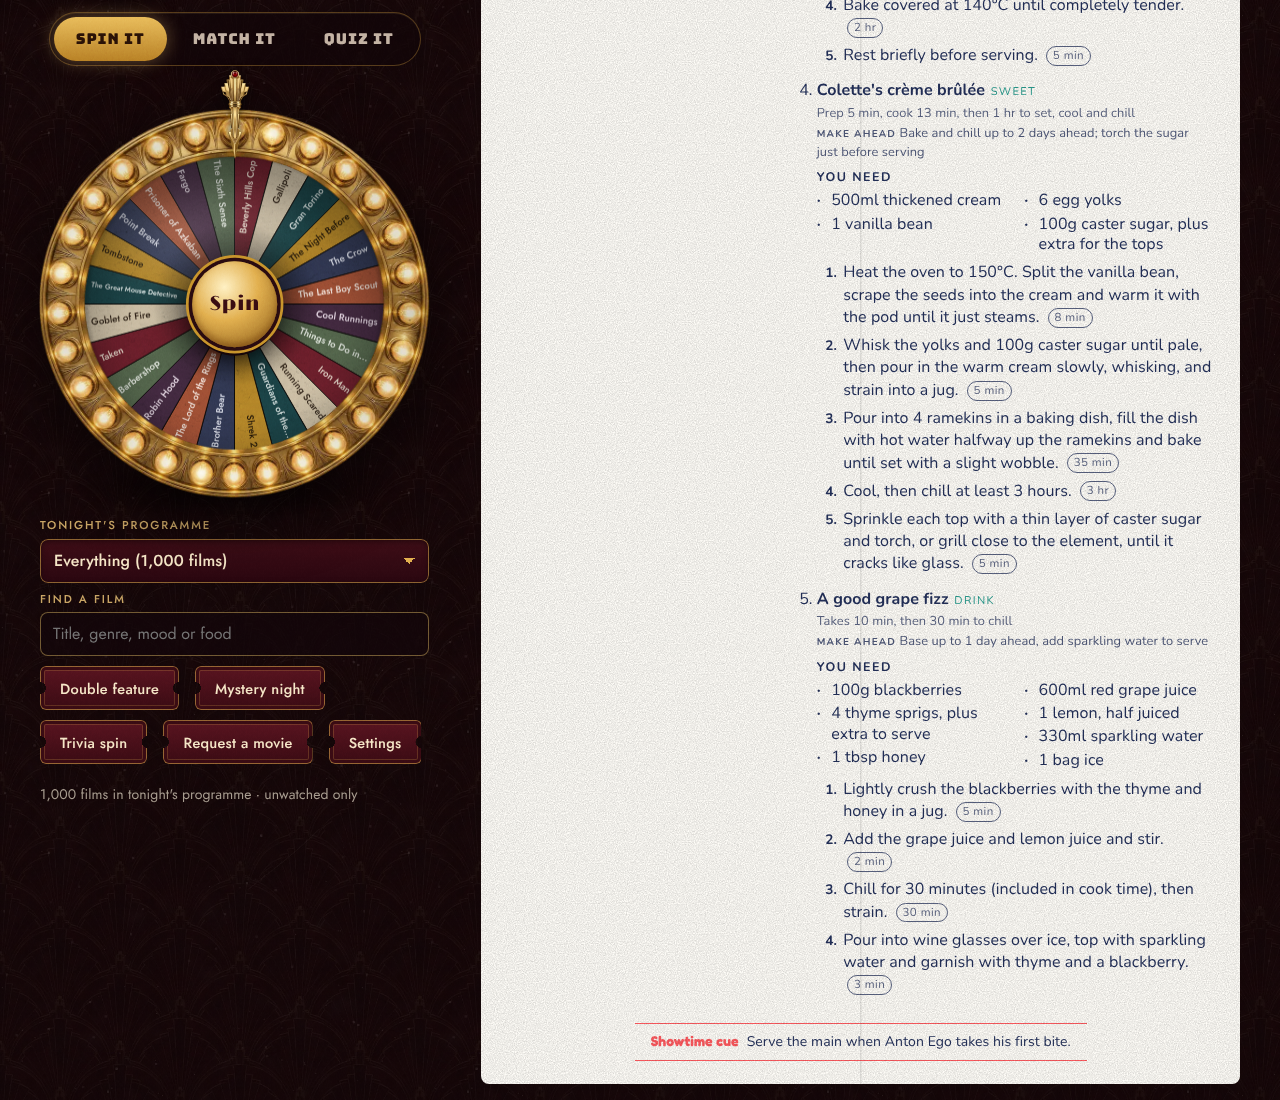 SPIN IT
MATCH IT
QUIZ IT
The Sixth Sense
Beverly Hills Cop
Gallipoli
Gran Torino
The Night Before
The Crow
The Last Boy Scout
Cool Runnings
Things to Do in...
Iron Man
Running Scared
Guardians of the...
Shrek 2
Brother Bear
The Lord of the Rings
Robin Hood
Barbershop
Taken
Goblet of Fire
The Great Mouse Detective
Tombstone
Point Break
Prisoner of Azkaban
Fargo
Spin
TONIGHT'S PROGRAMME
Everything (1,000 films)
FIND A FILM
Title, genre, mood or food
Double feature
Mystery night
Trivia spin
Request a movie
Settings
1,000 films in tonight's programme · unwatched only
4. Bake covered at 140°C until completely tender.
2 hr
5. Rest briefly before serving. 5 min
4. Colette's crème brûlée SWEET
Prep 5 min, cook 13 min, then 1 hr to set, cool and chill
MAKE AHEAD Bake and chill up to 2 days ahead; torch the sugar
just before serving
YOU NEED
· 500ml thickened cream
· 1 vanilla bean
· 6 egg yolks
· 100g caster sugar, plus
extra for the tops
1. Heat the oven to 150°C. Split the vanilla bean,
scrape the seeds into the cream and warm it with
the pod until it just steams. 8 min
2. Whisk the yolks and 100g caster sugar until pale,
then pour in the warm cream slowly, whisking, and
strain into a jug. 5 min
3. Pour into 4 ramekins in a baking dish, fill the dish
with hot water halfway up the ramekins and bake
until set with a slight wobble. 35 min
4. Cool, then chill at least 3 hours. 3 hr
5. Sprinkle each top with a thin layer of caster sugar
and torch, or grill close to the element, until it
cracks like glass. 5 min
5. A good grape fizz DRINK
Takes 10 min, then 30 min to chill
MAKE AHEAD Base up to 1 day ahead, add sparkling water to serve
YOU NEED
· 100g blackberries
· 4 thyme sprigs, plus
extra to serve
· 1 tbsp honey
· 600ml red grape juice
· 1 lemon, half juiced
· 330ml sparkling water
· 1 bag ice
1. Lightly crush the blackberries with the thyme and
honey in a jug. 5 min
2. Add the grape juice and lemon juice and stir.
2 min
3. Chill for 30 minutes (included in cook time), then
strain. 30 min
4. Pour into wine glasses over ice, top with sparkling
water and garnish with thyme and a blackberry.
3 min
Showtime cue Serve the main when Anton Ego takes his first bite.